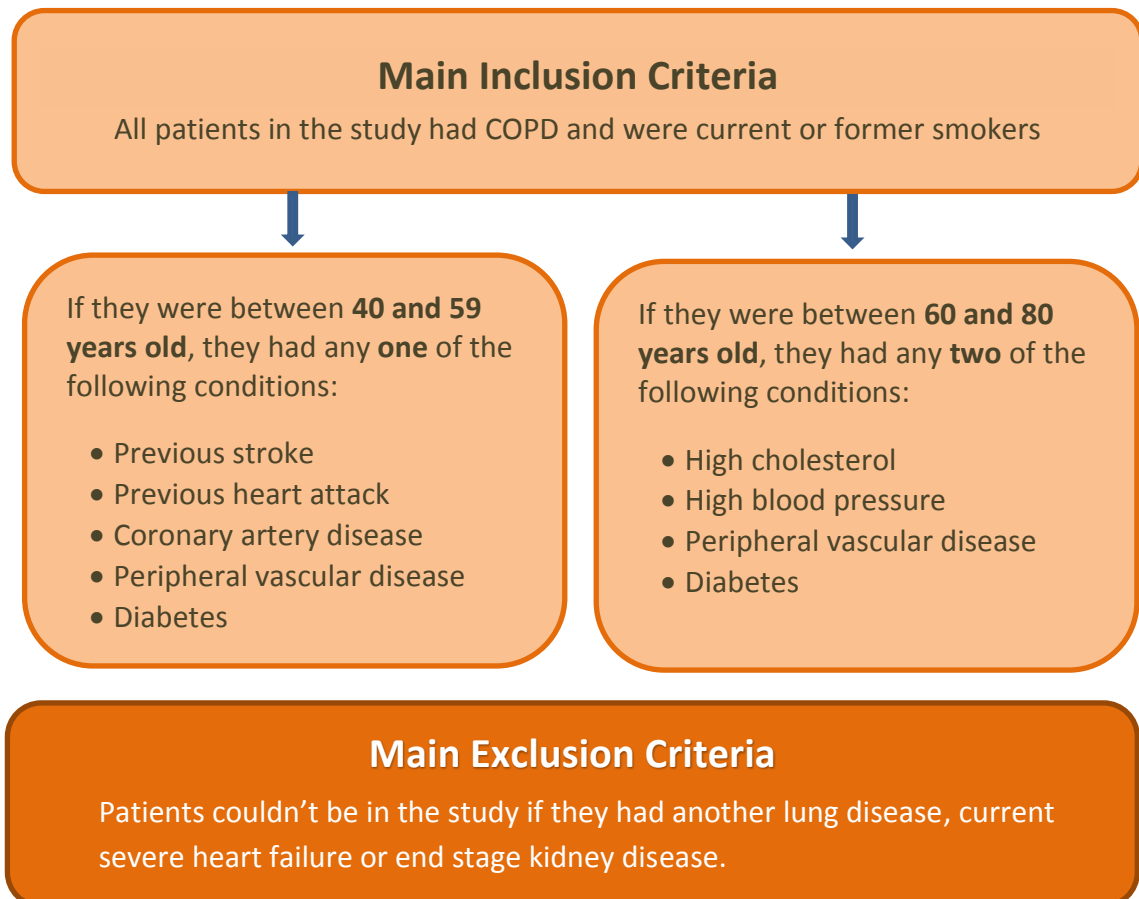 Main Inclusion Criteria
All patients in the study had COPD and were current or former smokers
If they were between 40 and 59
years old, they had any one of the
following conditions:
• Previous stroke
• Previous heart attack
• Coronary artery disease
• Peripheral vascular disease
• Diabetes
If they were between 60 and 80
years old, they had any two of the
following conditions:
• High cholesterol
• High blood pressure
• Peripheral vascular disease
• Diabetes
Main Exclusion Criteria
Patients couldn’t be in the study if they had another lung disease, current
severe heart failure or end stage kidney disease.